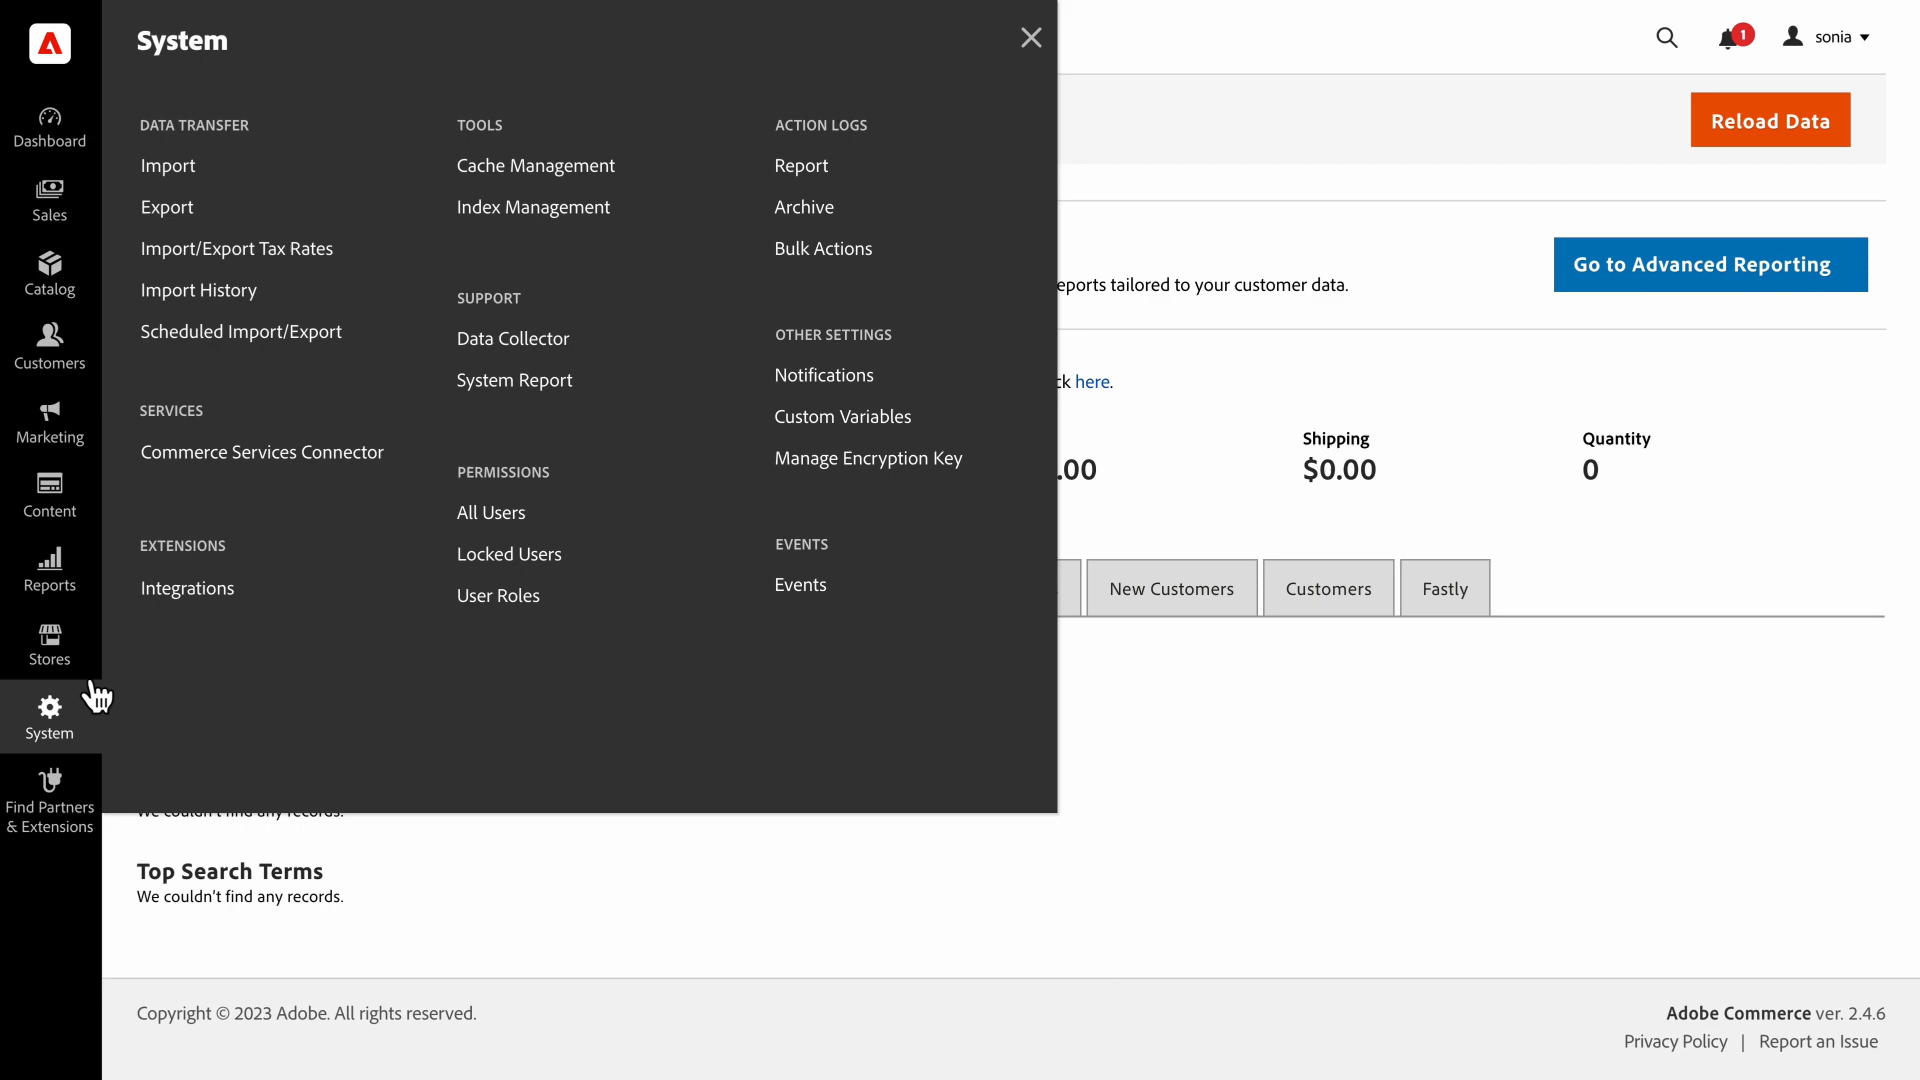 Dashboard
Sales
Catalog
Customers
Marketing
Content
Reports
Stores
System
Find Partners
& Extensions
System
DATA TRANSFER
Import
Export
Import/Export Tax Rates
Import History
Scheduled Import/Export
SERVICES
Commerce Services Connector
EXTENSIONS
Integrations
TOOLS
Cache Management
Index Management
SUPPORT
Data Collector
System Report
PERMISSIONS
All Users
Locked Users
User Roles
ACTION LOGS
Report
Archive
Bulk Actions
OTHER SETTINGS
Notifications
Custom Variables
Manage Encryption Key
EVENTS
Events
1
sonia
Reload Data
eports tailored to your customer data.
Go to Advanced Reporting
ck here.
.00
Shipping
$0.00
Quantity
0
New Customers
Customers
Fastly
We couldn't find any records.
Top Search Terms
We couldn't find any records.
Copyright © 2023 Adobe. All rights reserved.
Adobe Commerce ver. 2.4.6
Privacy Policy | Report an Issue